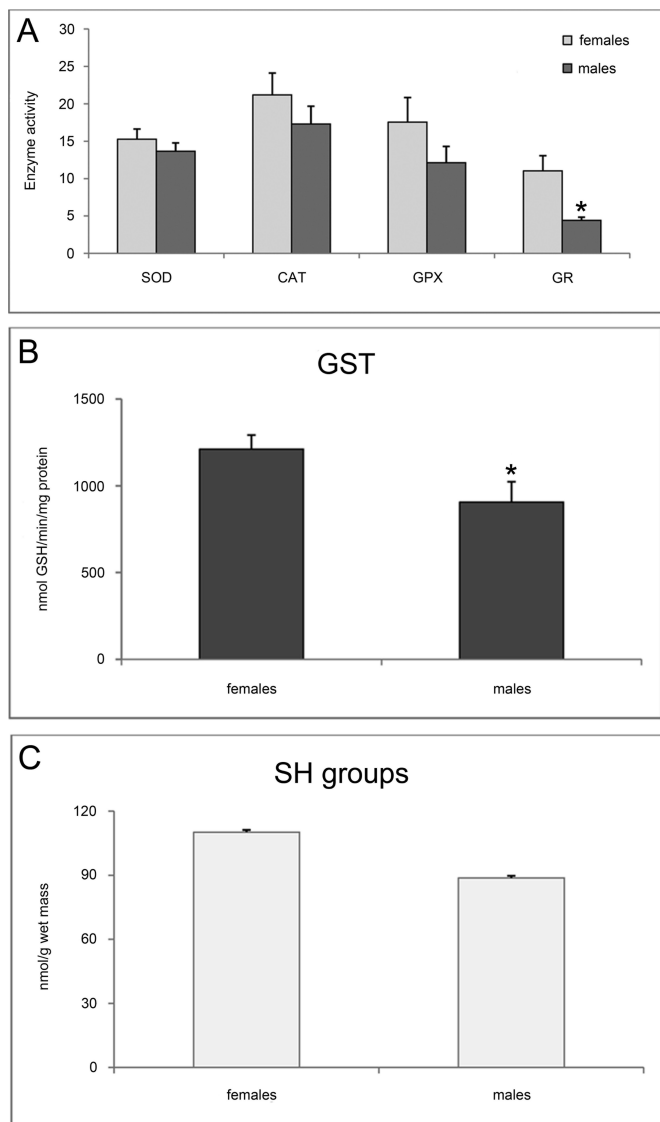 A
30
25
20
15
10
5
0
Enzyme activity
females
males
*
SOD CAT GPX GR
B
GST
1500
1000
500
0
nmol GSH/min/mg protein
*
females males
C
SH groups
120
90
60
30
0
nmol/g wet mass
females males